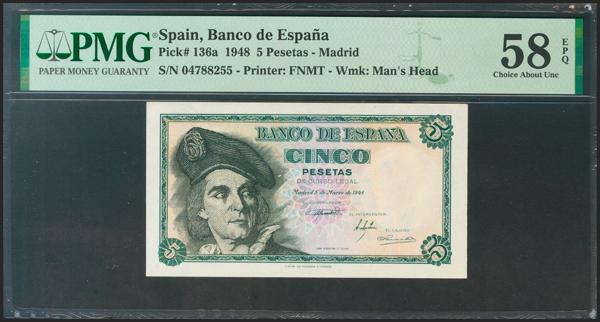 PMG
PAPER MONEY GUARANTY
Spain, Banco de España
Pick# 136a 1948 5 Pesetas - Madrid
S/N 04788255 - Printer: FNMT - Wmk: Man's Head
58
EPQ
Choice About Unc
BANCO DE ESPAÑA
5
CINCO
PESETAS
DE CURSO LEGAL
Madrid 5 de Marzo de 1948
EL INTERVENTOR
EL CAJERO
5
5